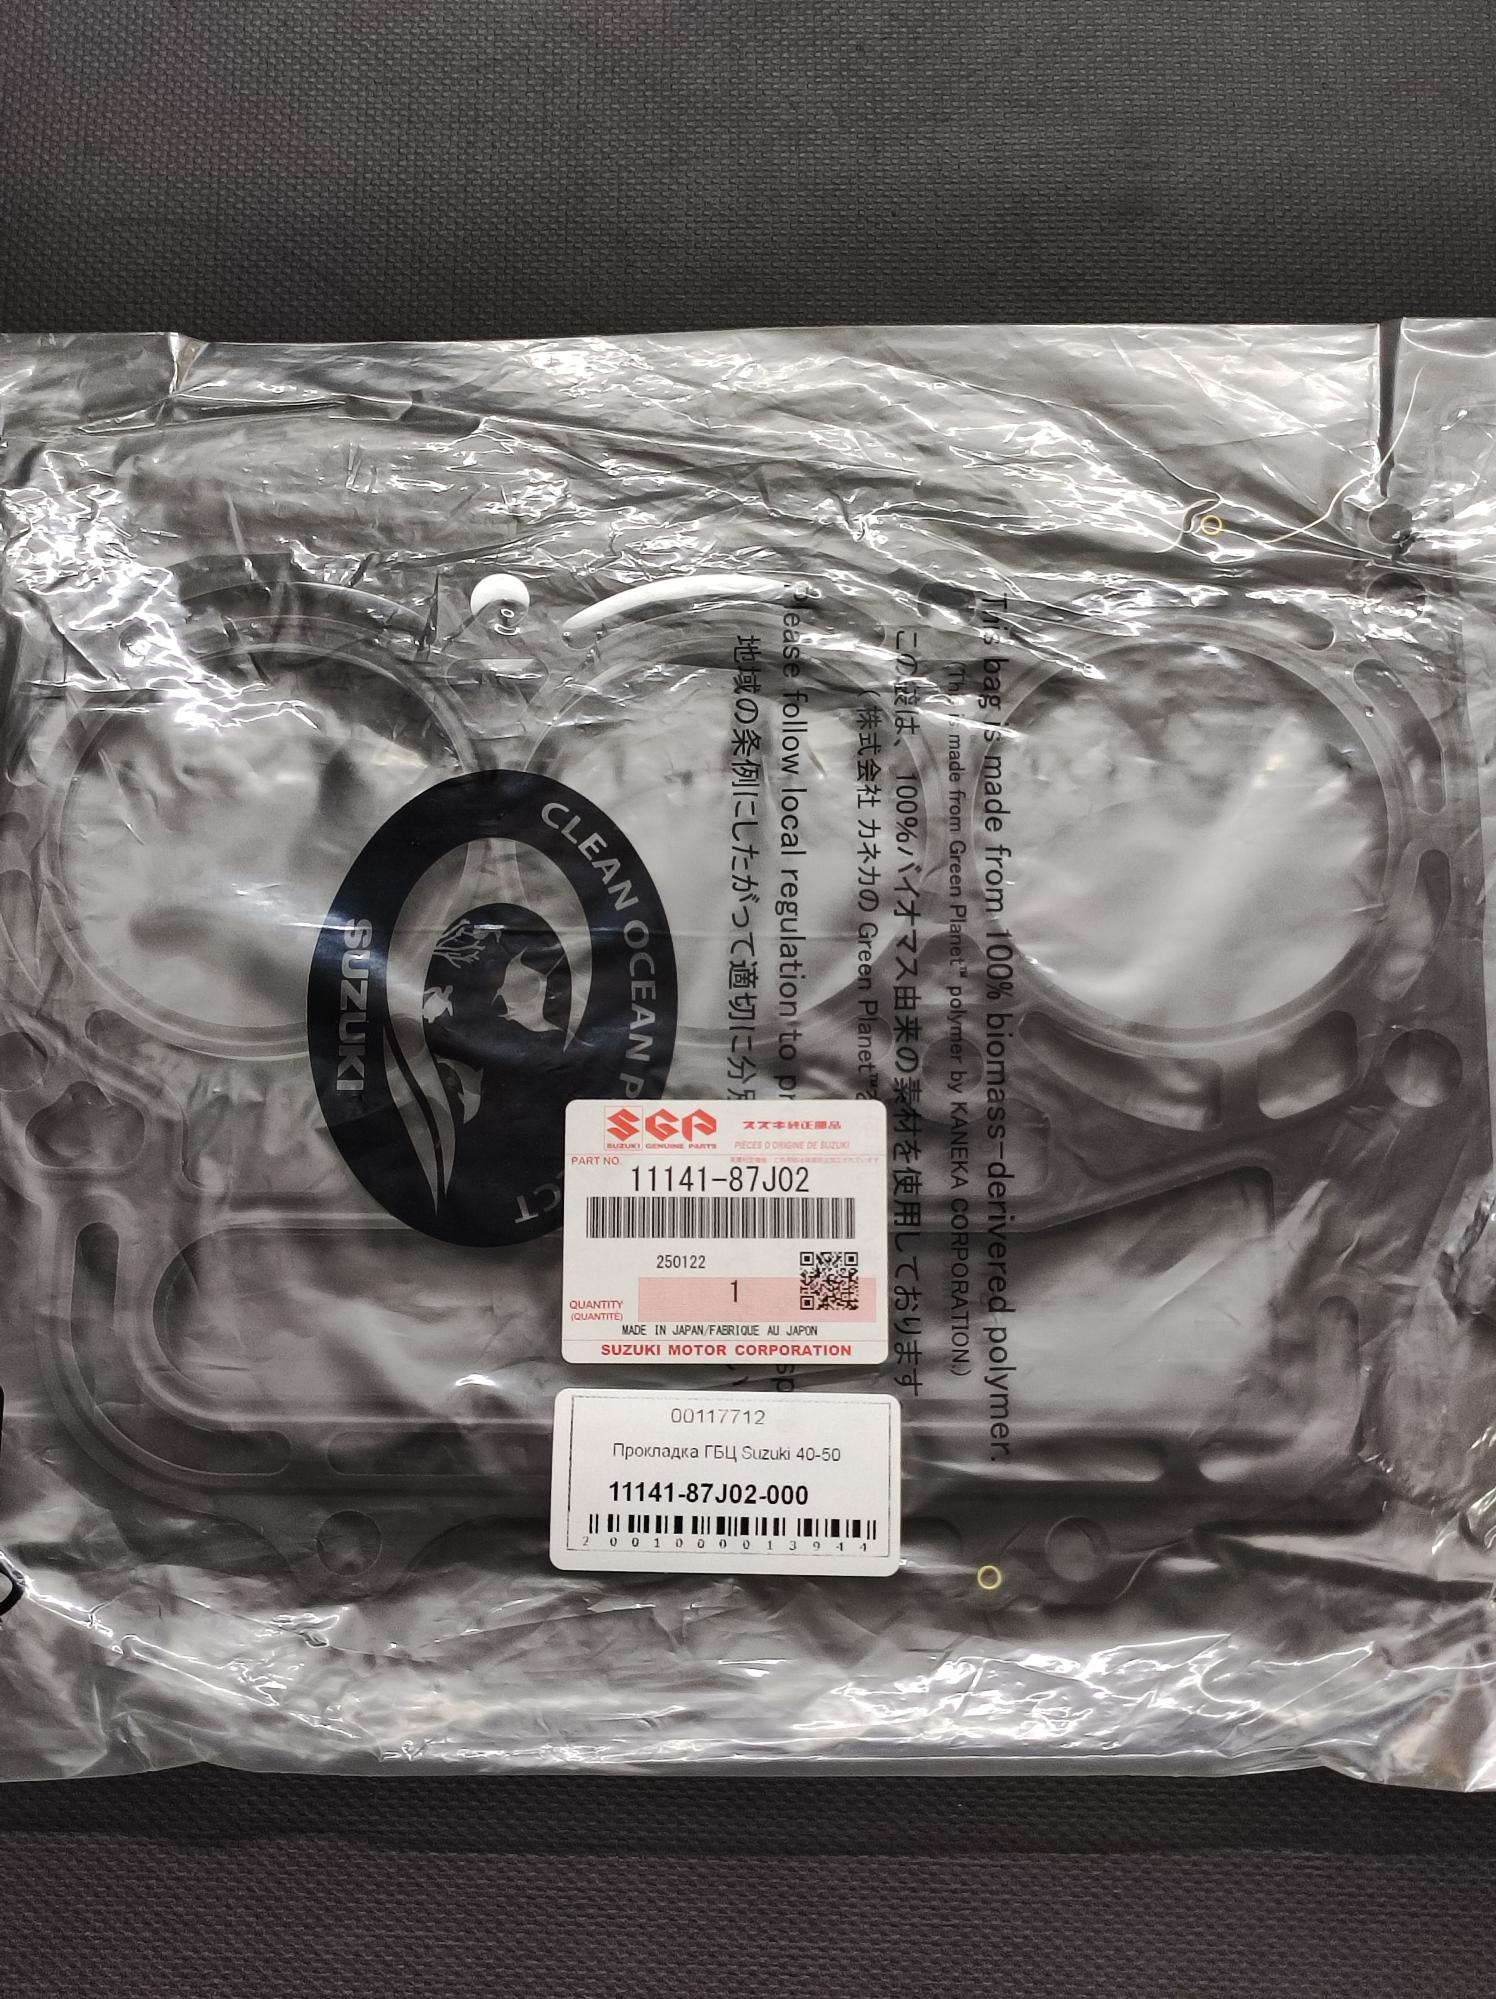 This bag is made from 100% biomass-derivered polymer.
(This is made from Green Planet™ polymer by KANEKA CORPORATION.)
この袋は、100%バイオマス由来の素材を使用しております
(株式会社 カネカの Green Planet™
Please follow local regulation to pr
地域の条例にしたがって適切に分別
CLEAN OCEAN P
CT
SUZUKI
SGP
SUZUKI GENUINE PARTS
スズキ純正部品
PIÈCES D'ORIGINE DE SUZUKI
PART NO.
11141-87J02
250122
QUANTITY
(QUANTITÉ)
1
MADE IN JAPAN/FABRIQUE AU JAPON
SUZUKI MOTOR CORPORATION
00117712
Прокладка ГБЦ Suzuki 40-50
11141-87J02-000
2001000013944